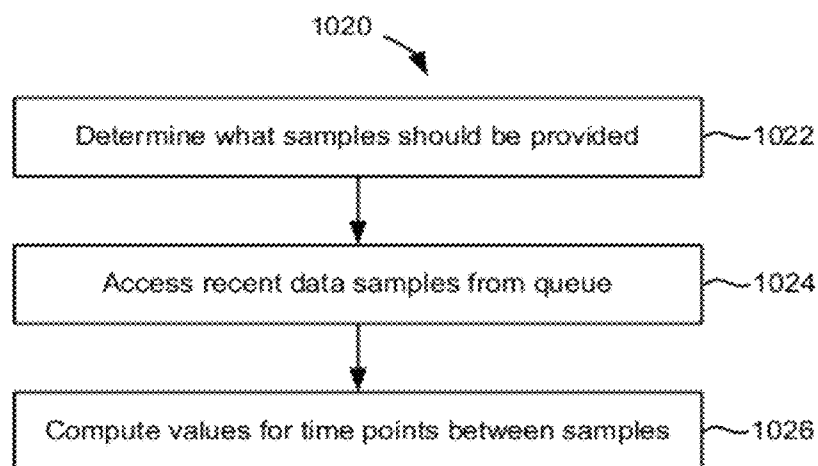 1020
Determine what samples should be provided
1022
Access recent data samples from queue
1024
Compute values for time points between samples
1026